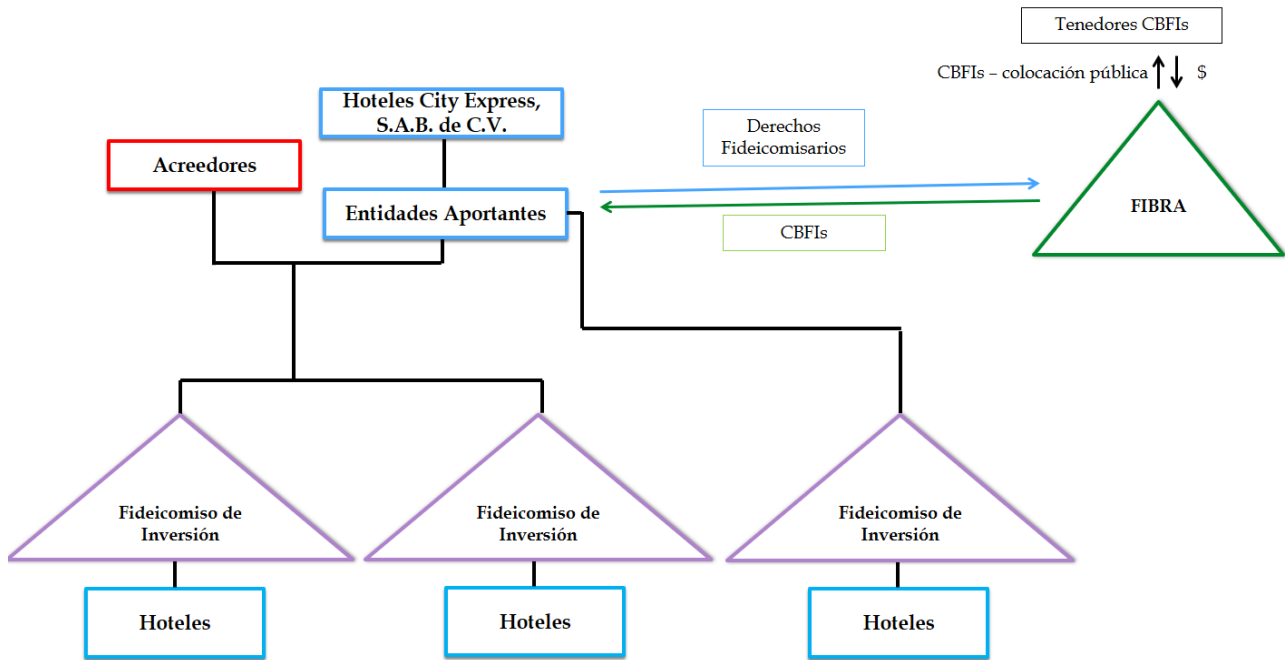 Tenedores CBFIs
CBFIs – colocación pública
$
Hoteles City Express,
S.A.B. de C.V.
Derechos
Fideicomisarios
Acreedores
Entidades Aportantes
FIBRA
CBFIs
Fideicomiso de
Inversión
Fideicomiso de
Inversión
Fideicomiso de
Inversión
Hoteles
Hoteles
Hoteles